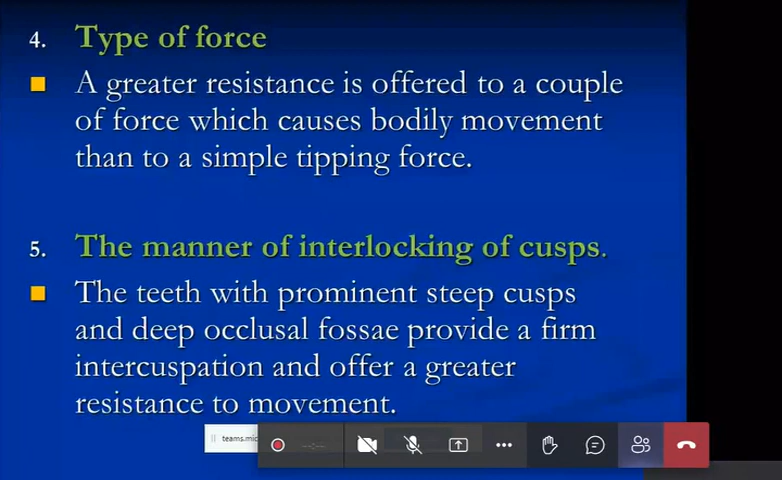 4. Type of force
A greater resistance is offered to a couple
of force which causes bodily movement
than to a simple tipping force.
5. The manner of interlocking of cusps.
The teeth with prominent steep cusps
and deep occlusal fossae provide a firm
intercuspation and offer a greater
resistance to movement.
teams.mic
--:--